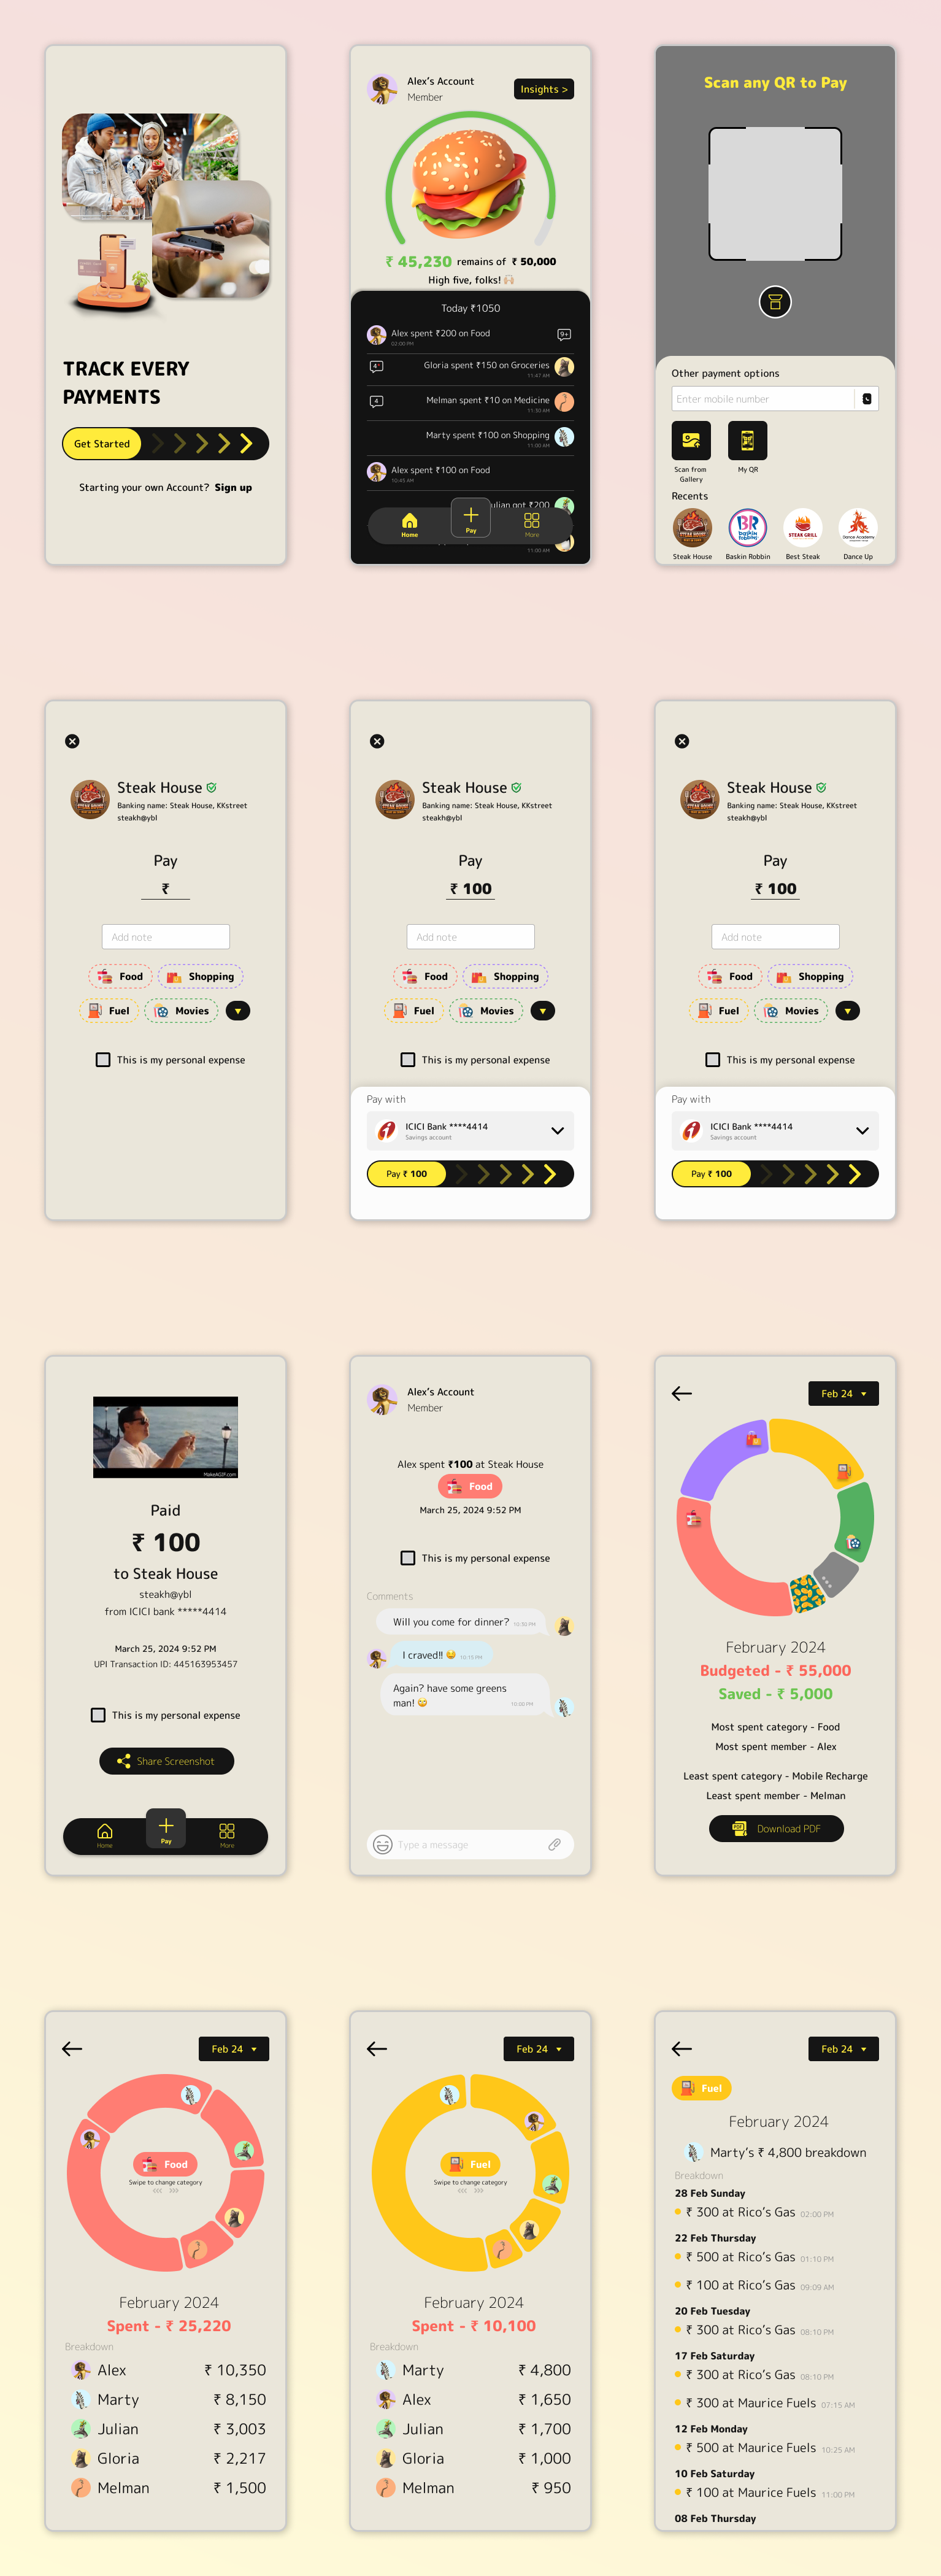 TRACK EVERY
PAYMENTS
Get Started
Starting your own Account? Sign up
Alex's Account
Member
Insights >
₹ 45,230 remains of ₹ 50,000
High five, folks!
Today ₹1050
Alex spent ₹200 on Food
02:00 PM
9+
4
Gloria spent ₹150 on Groceries
11:47 AM
4
Melman spent ₹10 on Medicine
11:30 AM
Marty spent ₹100 on Shopping
11:00 AM
Alex spent ₹100 on Food
10:45 AM
ulian got ₹200
Home
Pay
More
11:00 AM
Scan any QR to Pay
Other payment options
Enter mobile number
Scan from
Gallery
My QR
Recents
STEAK HOUSE
BR
baskin
robbins
STEAK GRILL
Dance Academy
Steak House
Baskin Robbin
Best Steak
Dance Up
Steak House
Banking name: Steak House, KKstreet
steakh@ybl
Pay
₹
Add note
Food
Shopping
Fuel
Movies
This is my personal expense
Steak House
Banking name: Steak House, KKstreet
steakh@ybl
Pay
₹ 100
Add note
Food
Shopping
Fuel
Movies
This is my personal expense
Pay with
ICICI Bank ****4414
Savings account
Pay ₹ 100
Steak House
Banking name: Steak House, KKstreet
steakh@ybl
Pay
₹ 100
Add note
Food
Shopping
Fuel
Movies
This is my personal expense
Pay with
ICICI Bank ****4414
Savings account
Pay ₹ 100
MakeAGIF.com
Paid
₹ 100
to Steak House
steakh@ybl
from ICICI bank *****4414
March 25, 2024 9:52 PM
UPI Transaction ID: 445163953457
This is my personal expense
Share Screenshot
Home
Pay
More
Alex's Account
Member
Alex spent ₹100 at Steak House
Food
March 25, 2024 9:52 PM
This is my personal expense
Comments
Will you come for dinner? 10:30 PM
I craved!! 10:15 PM
Again? have some greens
man! 10:00 PM
Type a message
Feb 24
February 2024
Budgeted - ₹ 55,000
Saved - ₹ 5,000
Most spent category - Food
Most spent member - Alex
Least spent category - Mobile Recharge
Least spent member - Melman
PDF
Download PDF
Feb 24
Food
Swipe to change category
February 2024
Spent - ₹ 25,220
Breakdown
Alex ₹ 10,350
Marty ₹ 8,150
Julian ₹ 3,003
Gloria ₹ 2,217
Melman ₹ 1,500
Feb 24
Fuel
Swipe to change category
February 2024
Spent - ₹ 10,100
Breakdown
Marty ₹ 4,800
Alex ₹ 1,650
Julian ₹ 1,700
Gloria ₹ 1,000
Melman ₹ 950
Feb 24
Fuel
February 2024
Marty's ₹ 4,800 breakdown
Breakdown
28 Feb Sunday
₹ 300 at Rico's Gas 02:00 PM
22 Feb Thursday
₹ 500 at Rico's Gas 01:10 PM
₹ 100 at Rico's Gas 09:09 AM
20 Feb Tuesday
₹ 300 at Rico's Gas 08:10 PM
17 Feb Saturday
₹ 300 at Rico's Gas 08:10 PM
₹ 300 at Maurice Fuels 07:15 AM
12 Feb Monday
₹ 500 at Maurice Fuels 10:25 AM
10 Feb Saturday
₹ 100 at Maurice Fuels 11:00 PM
08 Feb Thursday